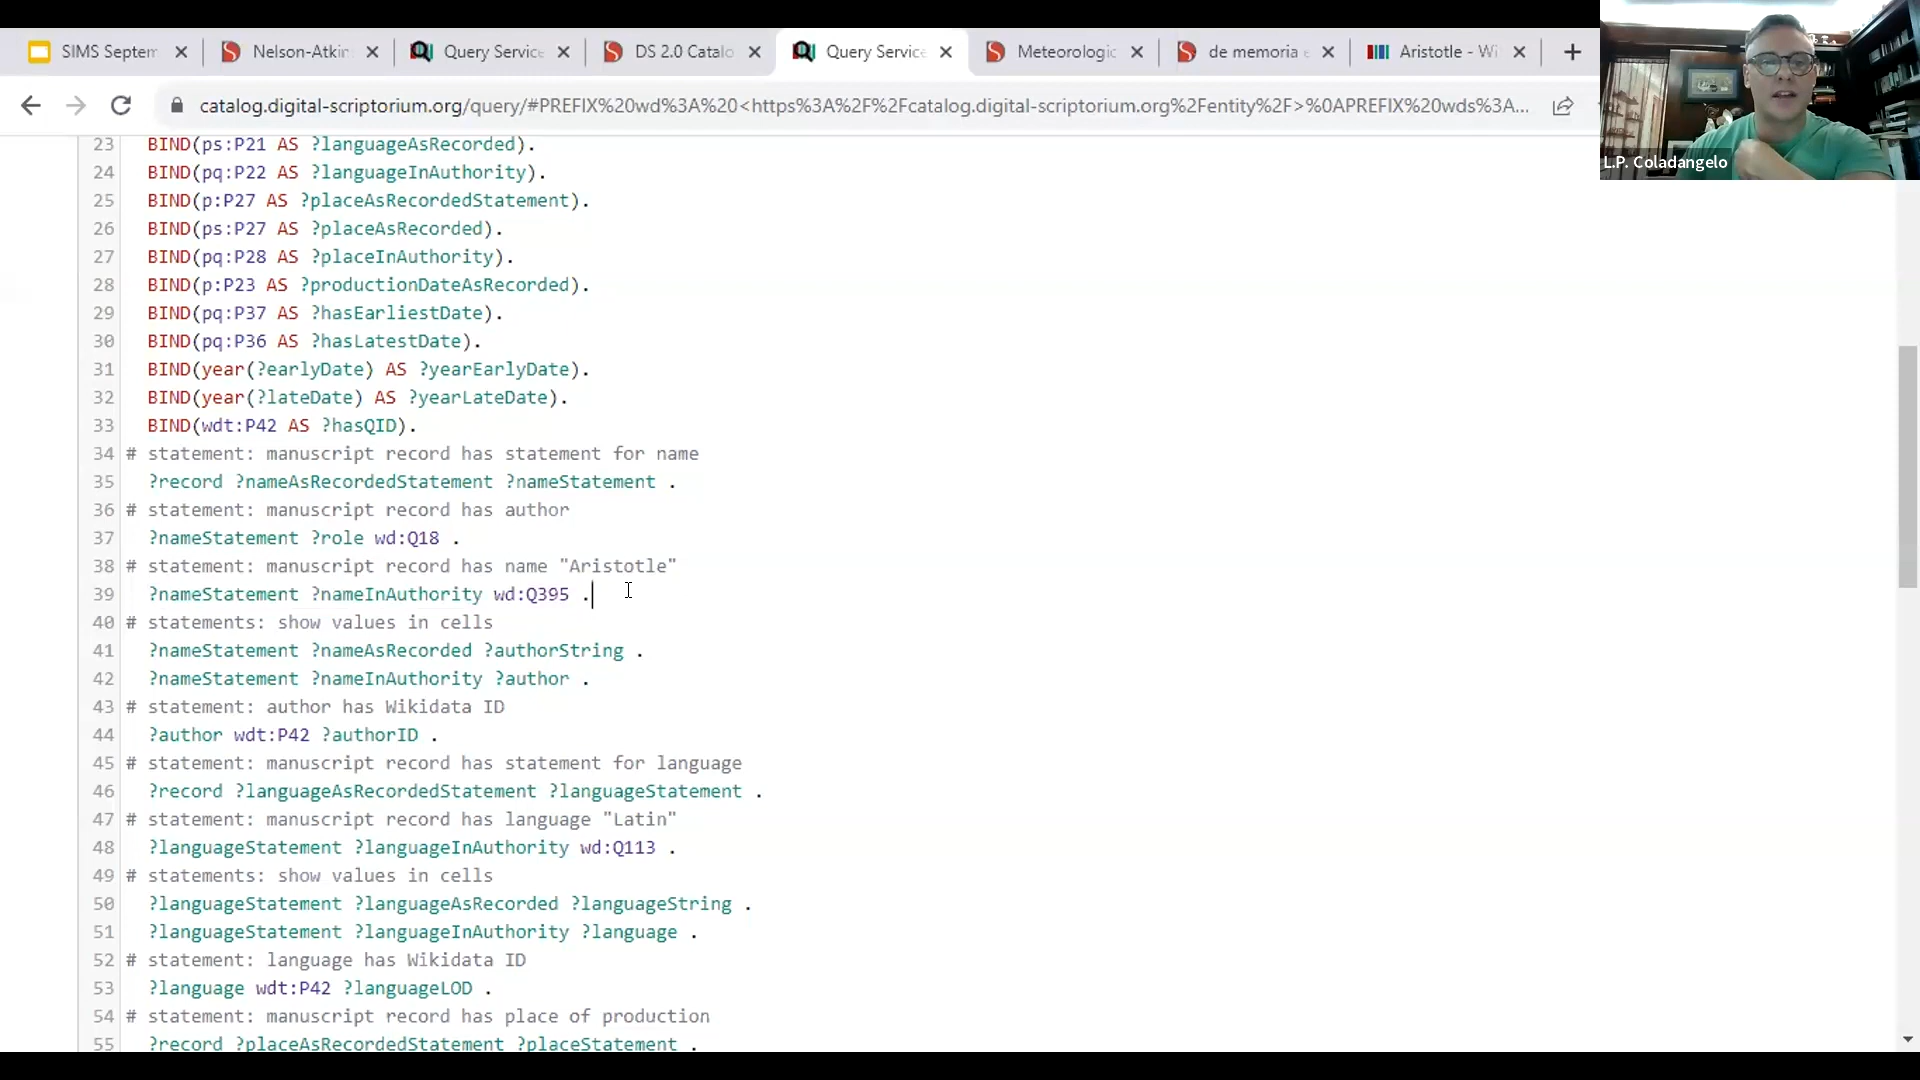 SIMS Septem
Nelson-Atkin
Query Service
DS 2.0 Catalo
Query Service
Meteorologic
de memoria e
Aristotle - Wi
catalog.digital-scriptorium.org/query/#PREFIX%20wd%3A%20<https%3A%2F%2Fcatalog.digital-scriptorium.org%2Fentity%2F>%0APREFIX%20wds%3A...
L.P. Coladangelo
23 BIND(ps:P21 AS ?languageAsRecorded).
24 BIND(pq:P22 AS ?languageInAuthority).
25 BIND(p:P27 AS ?placeAsRecordedStatement).
26 BIND(ps:P27 AS ?placeAsRecorded).
27 BIND(pq:P28 AS ?placeInAuthority).
28 BIND(p:P23 AS ?productionDateAsRecorded).
29 BIND(pq:P37 AS ?hasEarliestDate).
30 BIND(pq:P36 AS ?hasLatestDate).
31 BIND(year(?earlyDate) AS ?yearEarlyDate).
32 BIND(year(?lateDate) AS ?yearLateDate).
33 BIND(wdt:P42 AS ?hasQID).
34 # statement: manuscript record has statement for name
35 ?record ?nameAsRecordedStatement ?nameStatement .
36 # statement: manuscript record has author
37 ?nameStatement ?role wd:Q18 .
38 # statement: manuscript record has name "Aristotle"
39 ?nameStatement ?nameInAuthority wd:Q395 .
40 # statements: show values in cells
41 ?nameStatement ?nameAsRecorded ?authorString .
42 ?nameStatement ?nameInAuthority ?author .
43 # statement: author has Wikidata ID
44 ?author wdt:P42 ?authorID .
45 # statement: manuscript record has statement for language
46 ?record ?languageAsRecordedStatement ?languageStatement .
47 # statement: manuscript record has language "Latin"
48 ?languageStatement ?languageInAuthority wd:Q113 .
49 # statements: show values in cells
50 ?languageStatement ?languageAsRecorded ?languageString .
51 ?languageStatement ?languageInAuthority ?language .
52 # statement: language has Wikidata ID
53 ?language wdt:P42 ?languageLOD .
54 # statement: manuscript record has place of production
55 ?record ?placeAsRecordedStatement ?placeStatement .